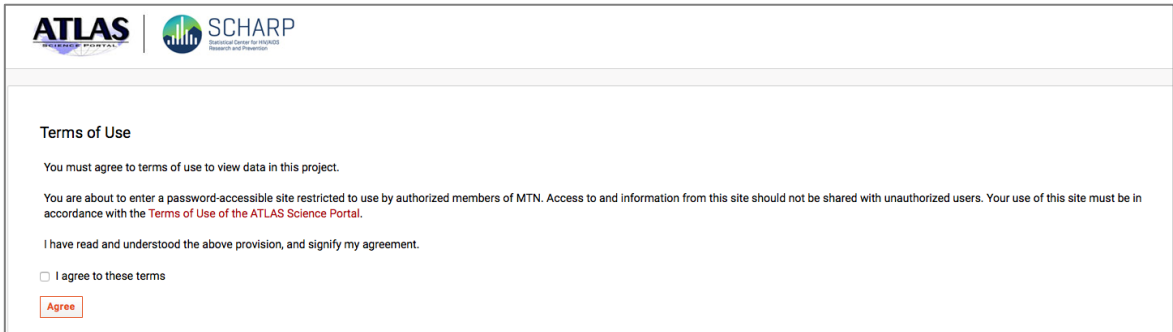 ATLAS
SCIENCE PORTAL
SCHARP
Statistical Center for HIV/AIDS
Research and Prevention
Terms of Use
You must agree to terms of use to view data in this project.
You are about to enter a password-accessible site restricted to use by authorized members of MTN. Access to and information from this site should not be shared with unauthorized users. Your use of this site must be in
accordance with the Terms of Use of the ATLAS Science Portal.
I have read and understood the above provision, and signify my agreement.
I agree to these terms
Agree